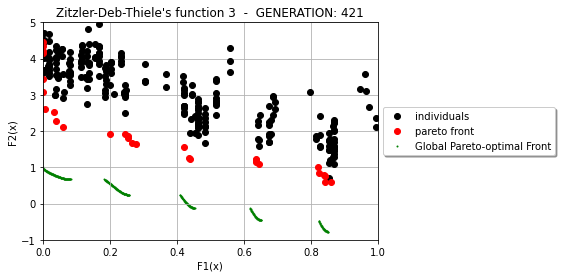 Zitzler-Deb-Thiele's function 3 - GENERATION: 421
5
4
3
2
1
0
−1
F2(x)
0.0 0.2 0.4 0.6 0.8 1.0
F1(x)
individuals
pareto front
Global Pareto-optimal Front